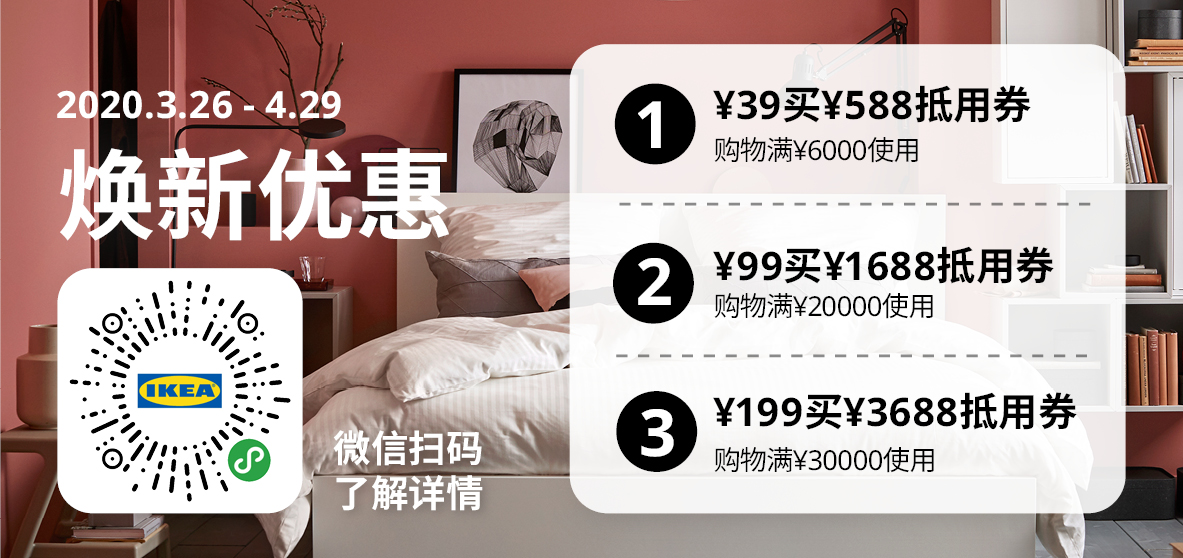 2020.3.26 - 4.29
焕新优惠
IKEA
微信扫码
了解详情
1
¥39买¥588抵用券
购物满¥6000使用
2
¥99买¥1688抵用券
购物满¥20000使用
3
¥199买¥3688抵用券
购物满¥30000使用